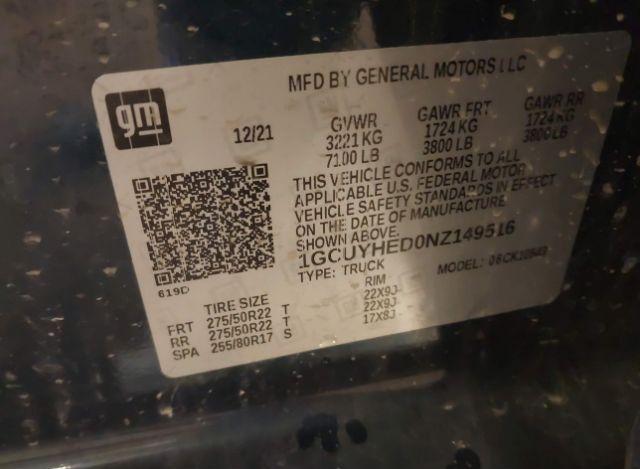 MFD BY GENERAL MOTORS LLC
gm
12/21
GVWR GAWR FRT GAWR RR
3221 KG 1724 KG 1724 KG
7100 LB 3800 LB 3800 LB
THIS VEHICLE CONFORMS TO ALL
APPLICABLE U.S. FEDERAL MOTOR
VEHICLE SAFETY STANDARDS IN EFFECT
ON THE DATE OF MANUFACTURE
SHOWN ABOVE.
1GCUYHED0NZ149516
TYPE: TRUCK MODEL:
619D
TIRE SIZE RIM
FRT 275/50R22 T 22X9J
RR 275/50R22 T 22X9J
SPA 255/80R17 S 17X8J